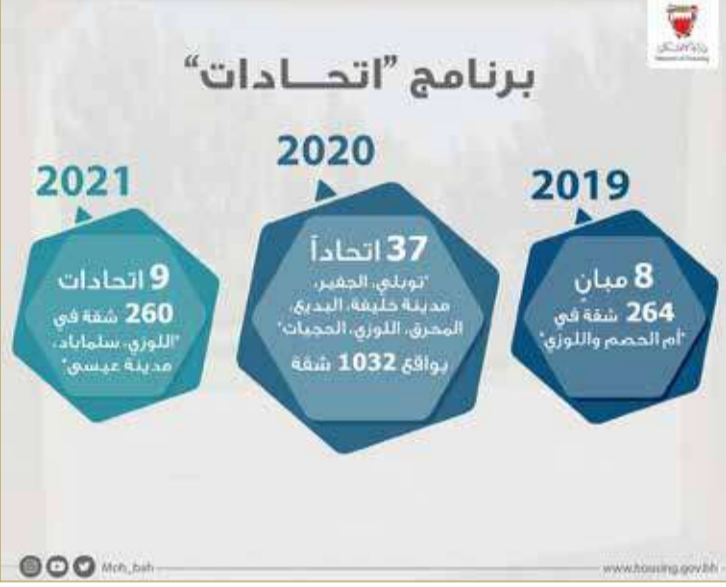 برنامج "اتحـــادات"
2019
8 مبانٍ
264 شقة في
"أم الحصم واللوزي"
2020
37 اتحاداً
"توبلي، الجفير،
مدينة خليفة، البديع،
المحرق، اللوزي، الحجيات"
بواقع 1032 شقة
2021
9 اتحادات
260 شقة في
"اللوزي، سلماباد،
مدينة عيسى"
Moh_bah
www.housing.gov.bh